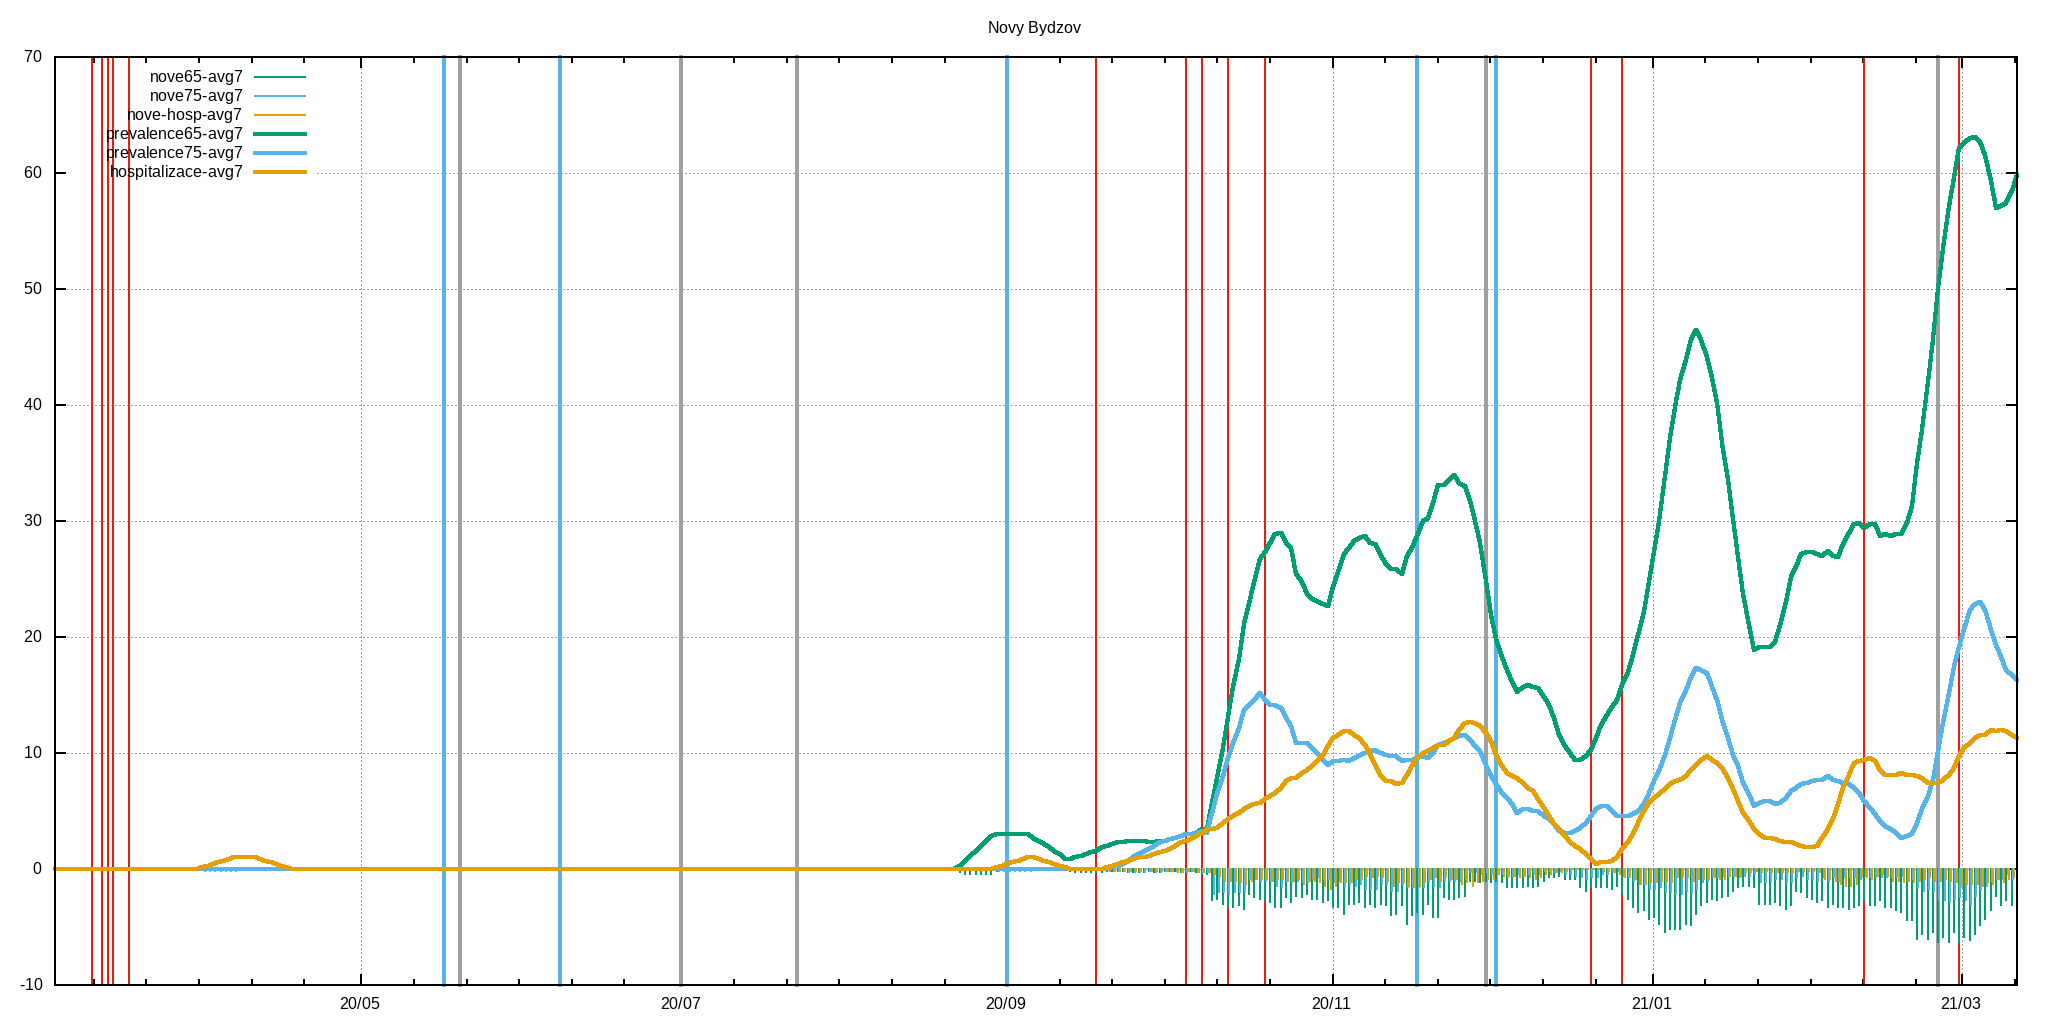 Novy Bydzov
70
60
50
40
30
20
10
0
-10
nove65-avg7
nove75-avg7
nove-hosp-avg7
prevalence65-avg7
prevalence75-avg7
hospitalizace-avg7
20/05 20/07 20/09 20/11 21/01 21/03